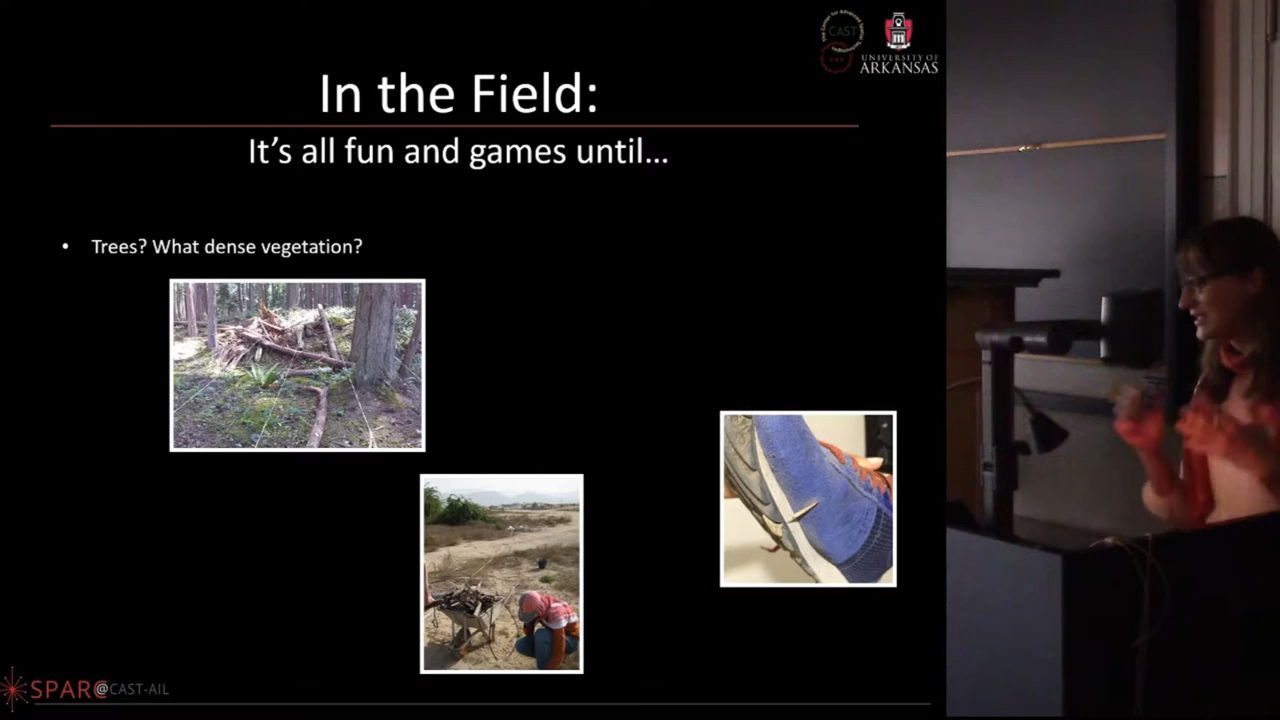 CAST
UNIVERSITY OF
ARKANSAS
In the Field:
It's all fun and games until...
• Trees? What dense vegetation?
SPARC@CAST-AIL